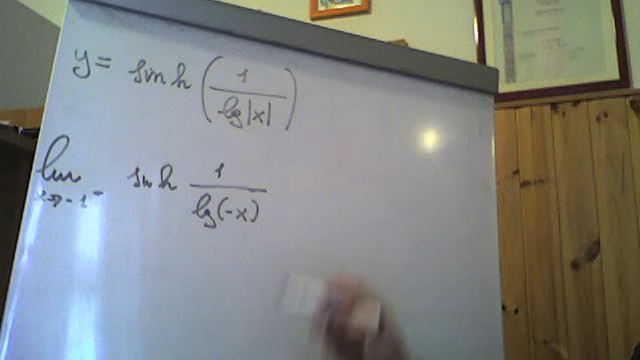 y = sinh ( 1 / lg|x| )
lim x→-1⁻ sinh 1 / lg(-x)